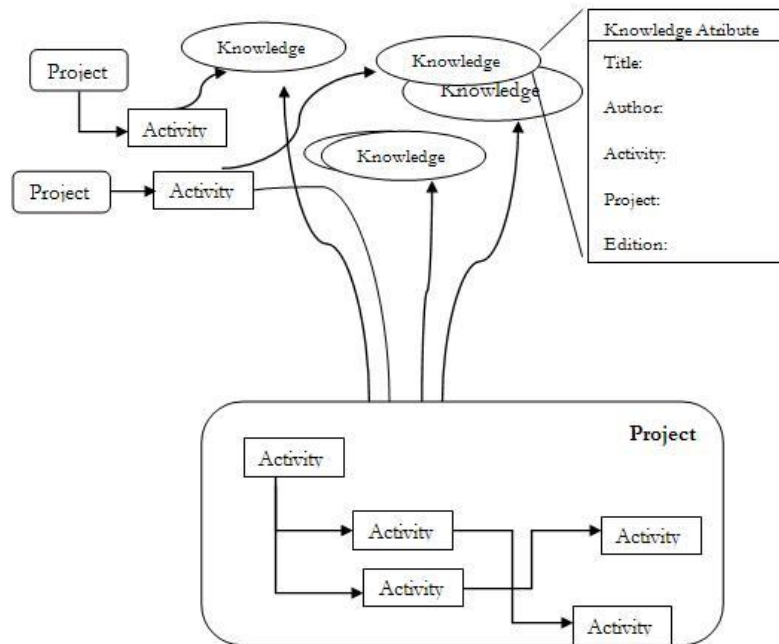 Knowledge
Project
Activity
Knowledge
Knowledge
Knowledge
Project
Activity
Knowledge Atribute
Title:
Author:
Activity:
Project:
Edition:
Project
Activity
Activity
Activity
Activity
Activity